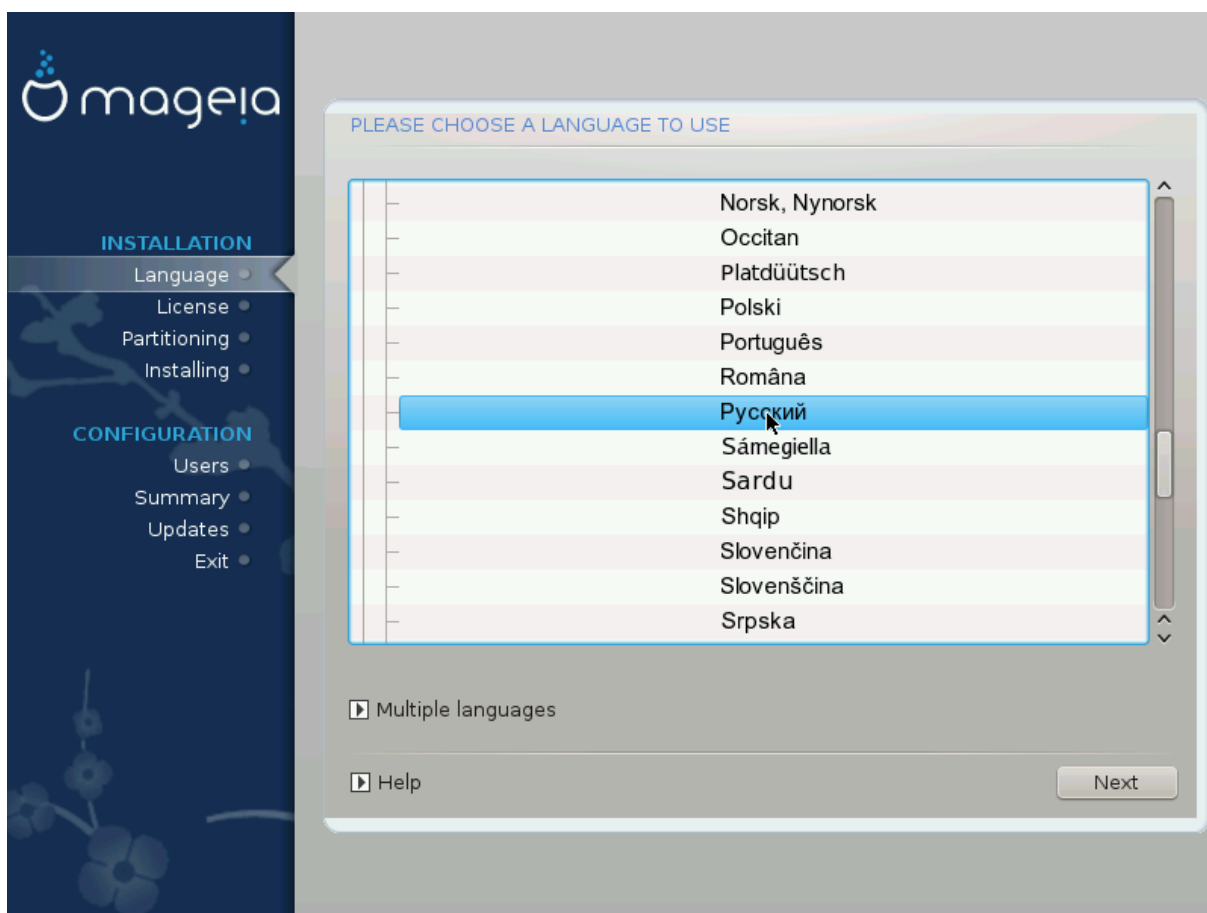 mageia
INSTALLATION
Language
License
Partitioning
Installing
CONFIGURATION
Users
Summary
Updates
Exit
PLEASE CHOOSE A LANGUAGE TO USE
Norsk, Nynorsk
Occitan
Platdüütsch
Polski
Português
Româna
Русский
Sámegiella
Sardu
Shqip
Slovenčina
Slovenščina
Srpska
Multiple languages
Help
Next